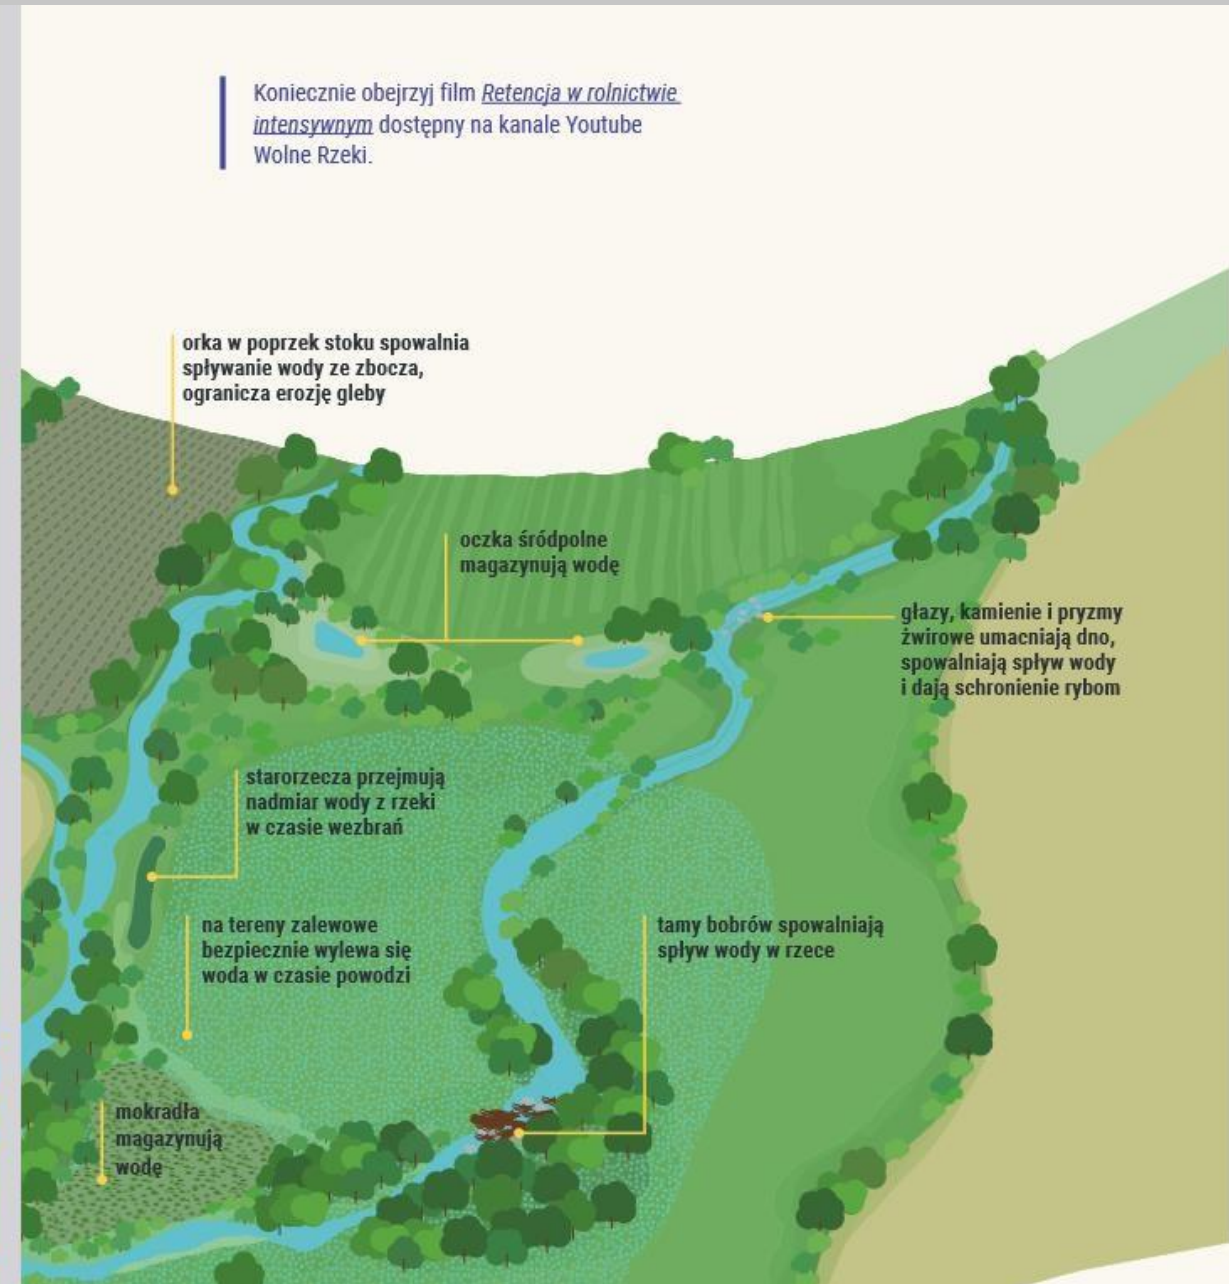 Koniecznie obejrzyj film Retencja w rolnictwie
intensywnym dostępny na kanale Youtube
Wolne Rzeki.
orka w poprzek stoku spowalnia
spływanie wody ze zbocza,
ogranicza erozję gleby
oczka śródpolne
magazynują wodę
głazy, kamienie i pryzmy
żwirowe umacniają dno,
spowalniają spływ wody
i dają schronienie rybom
starorzecza przejmują
nadmiar wody z rzeki
w czasie wezbrań
na tereny zalewowe
bezpiecznie wylewa się
woda w czasie powodzi
tamy bobrów spowalniają
spływ wody w rzece
mokradła
magazynują
wodę